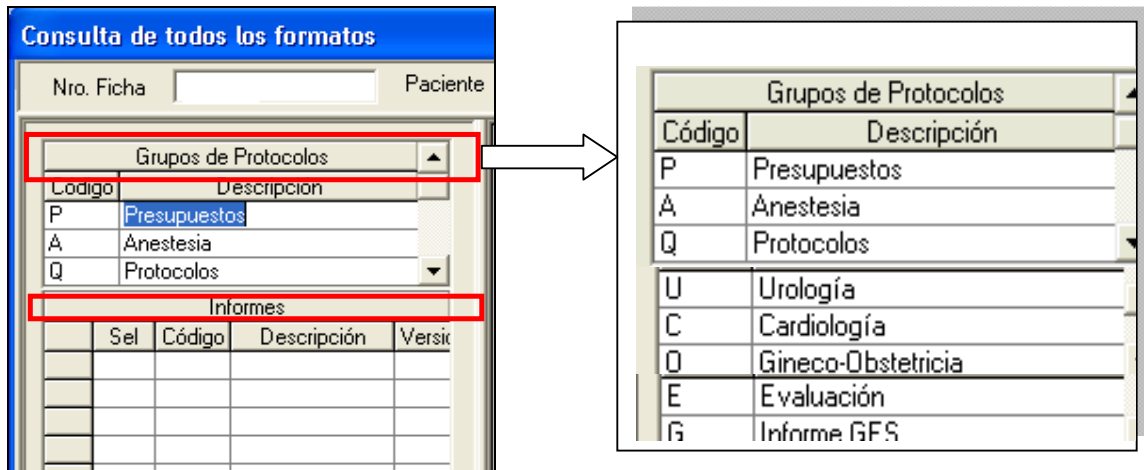 Consulta de todos los formatos
Nro. Ficha Paciente
Grupos de Protocolos
Código Descripción
P Presupuestos
A Anestesia
Q Protocolos
Informes
Sel Código Descripción Versió
Grupos de Protocolos
Código Descripción
P Presupuestos
A Anestesia
Q Protocolos
U Urología
C Cardiología
O Gineco-Obstetricia
E Evaluación
G Informe GES